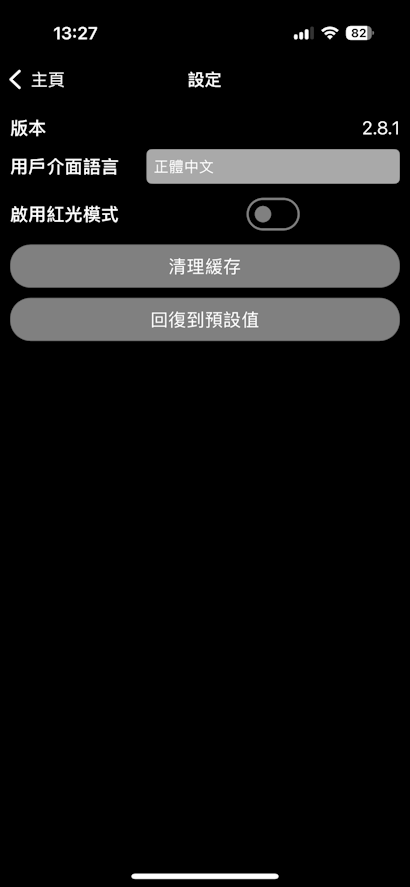 13:27
82
主頁
設定
版本
2.8.1
用戶介面語言
正體中文
啟用紅光模式
清理緩存
回復到預設值